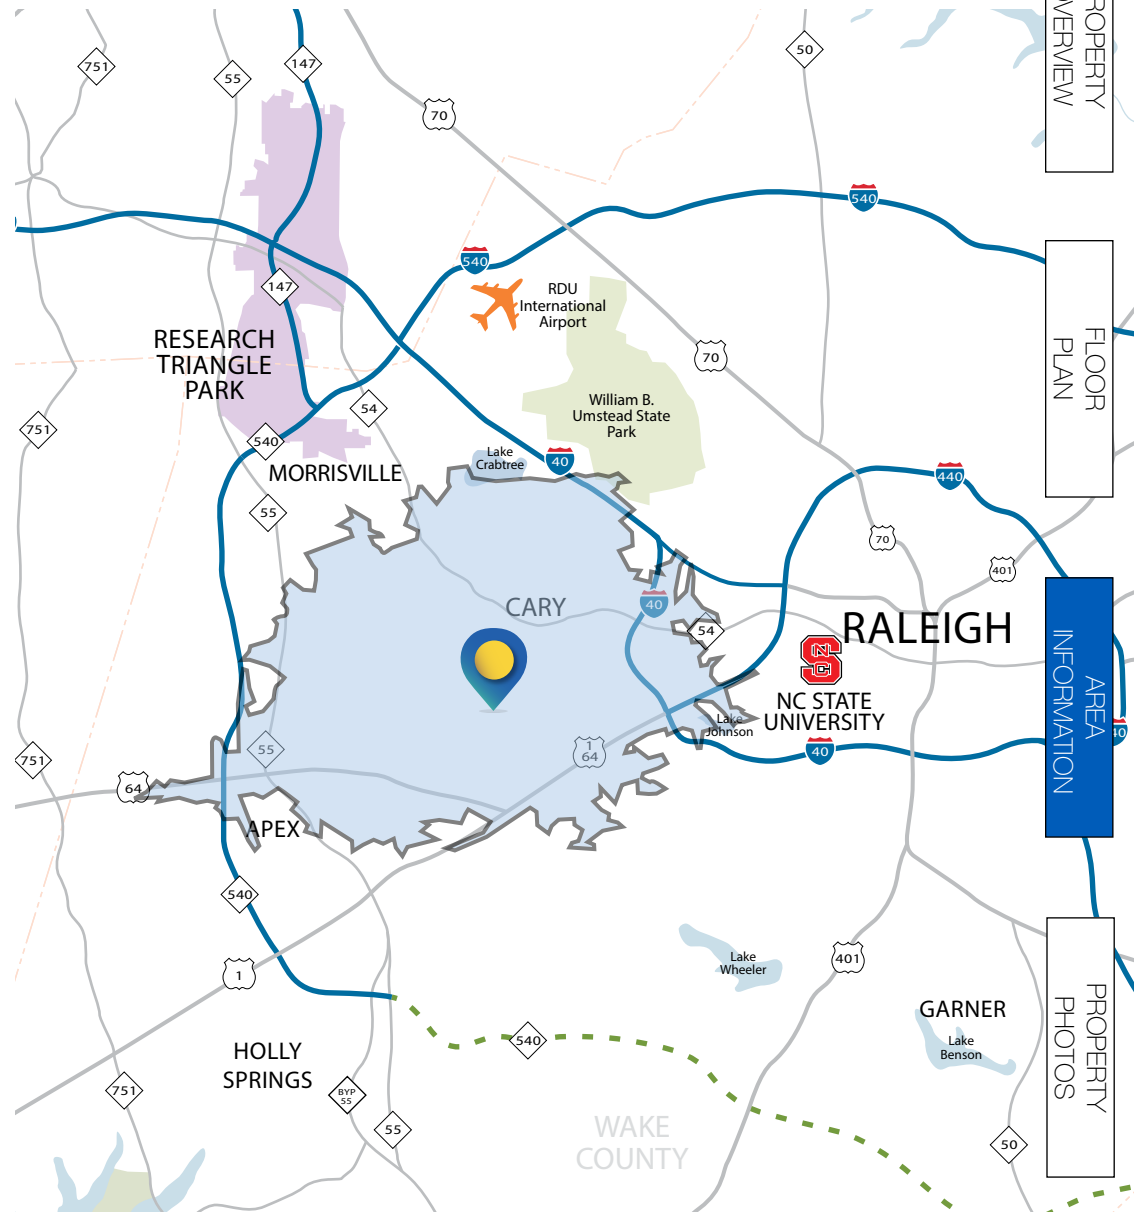 PROPERTY
OVERVIEW
50
751
55
147
70
540
540
147
RDU
International
Airport
RESEARCH
TRIANGLE
PARK
70
FLOOR
PLAN
54
William B.
Umstead State
Park
751
540
MORRISVILLE
Lake
Crabtree
40
440
55
70
401
CARY
40
54
RALEIGH
NC STATE
UNIVERSITY
AREA
INFORMATION
Lake
Johnson
55
1
64
40
40
751
64
APEX
540
1
Lake
Wheeler
401
GARNER
Lake
Benson
PROPERTY
PHOTOS
540
HOLLY
SPRINGS
751
BYP
55
55
WAKE
COUNTY
50